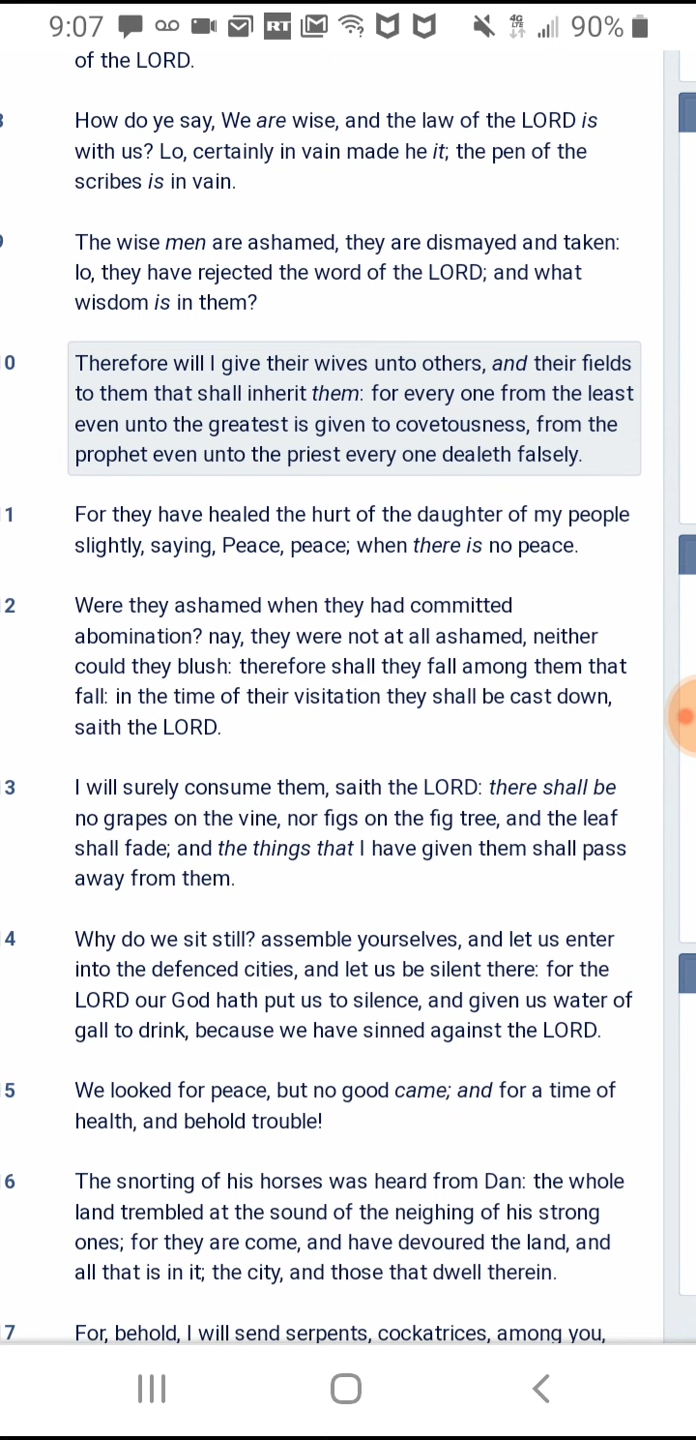 9:07 RT M 4G LTE 90%
of the LORD.
How do ye say, We are wise, and the law of the LORD is
with us? Lo, certainly in vain made he it; the pen of the
scribes is in vain.
The wise men are ashamed, they are dismayed and taken:
lo, they have rejected the word of the LORD; and what
wisdom is in them?
0 Therefore will I give their wives unto others, and their fields
to them that shall inherit them: for every one from the least
even unto the greatest is given to covetousness, from the
prophet even unto the priest every one dealeth falsely.
1 For they have healed the hurt of the daughter of my people
slightly, saying, Peace, peace; when there is no peace.
2 Were they ashamed when they had committed
abomination? nay, they were not at all ashamed, neither
could they blush: therefore shall they fall among them that
fall: in the time of their visitation they shall be cast down,
saith the LORD.
3 I will surely consume them, saith the LORD: there shall be
no grapes on the vine, nor figs on the fig tree, and the leaf
shall fade; and the things that I have given them shall pass
away from them.
4 Why do we sit still? assemble yourselves, and let us enter
into the defenced cities, and let us be silent there: for the
LORD our God hath put us to silence, and given us water of
gall to drink, because we have sinned against the LORD.
5 We looked for peace, but no good came; and for a time of
health, and behold trouble!
6 The snorting of his horses was heard from Dan: the whole
land trembled at the sound of the neighing of his strong
ones; for they are come, and have devoured the land, and
all that is in it; the city, and those that dwell therein.
7 For, behold, I will send serpents, cockatrices, among you,